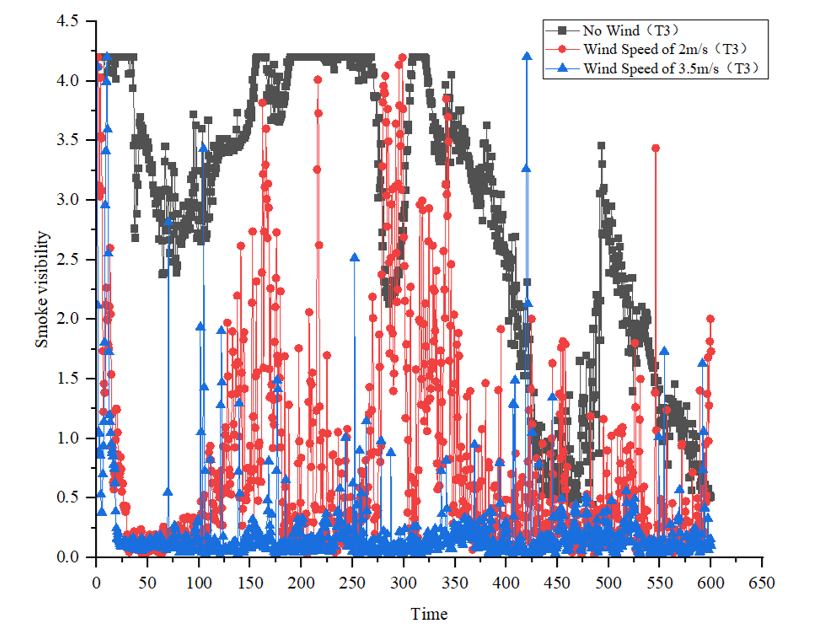 No Wind（T3）
Wind Speed of 2m/s（T3）
Wind Speed of 3.5m/s（T3）
4.5
4.0
3.5
3.0
2.5
2.0
1.5
1.0
0.5
0.0
Smoke visibility
0 50 100 150 200 250 300 350 400 450 500 550 600 650
Time